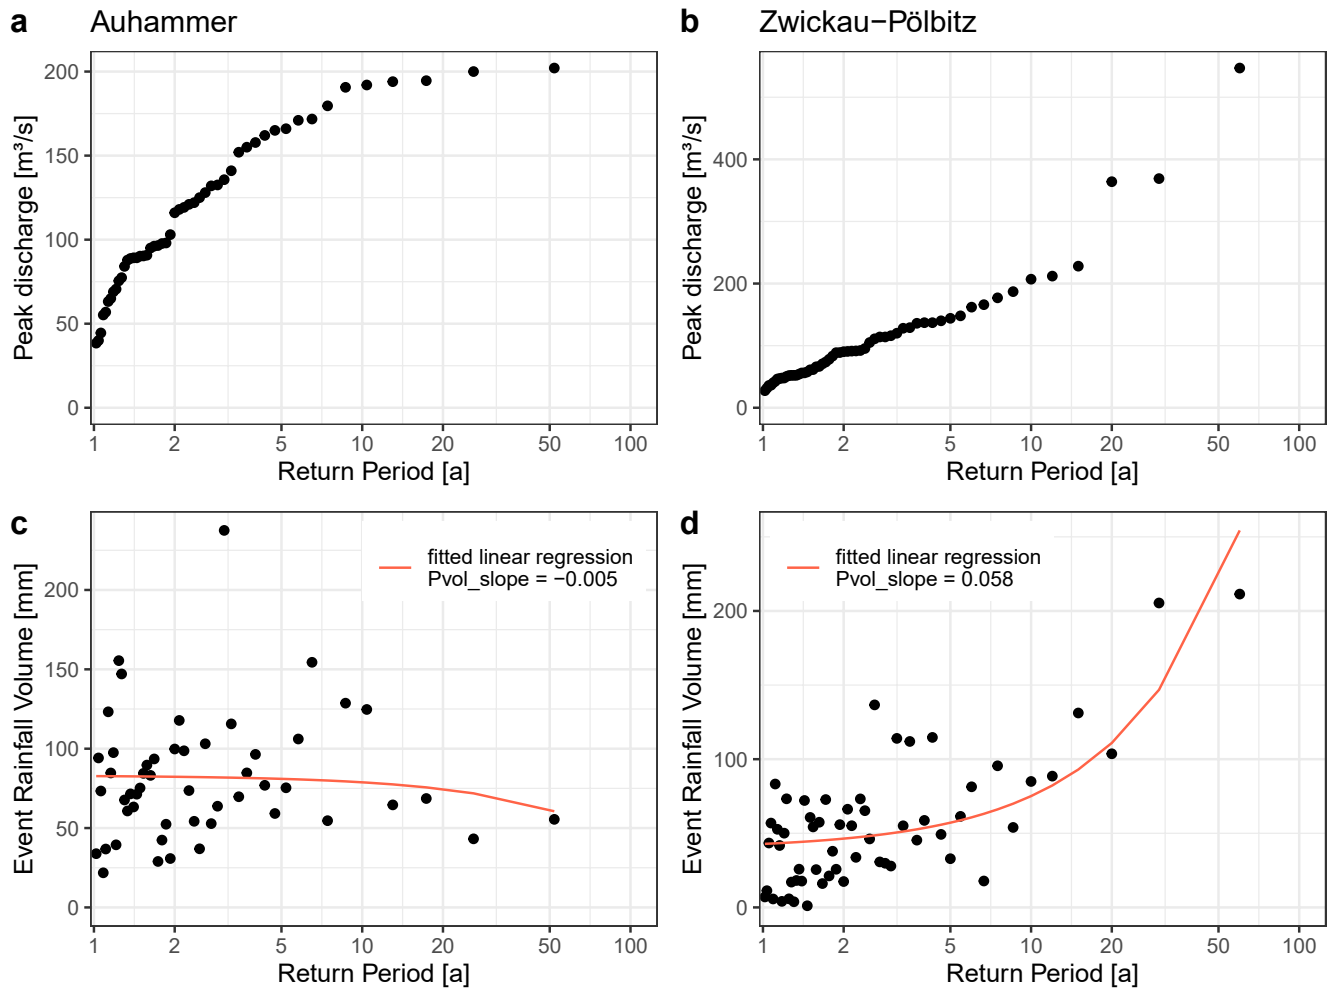 a Auhammer
Peak discharge [m³/s]
200
150
100
50
0
1 2 5 10 20 50 100
Return Period [a]
b Zwickau−Pölbitz
Peak discharge [m³/s]
400
200
0
1 2 5 10 20 50 100
Return Period [a]
c
Event Rainfall Volume [mm]
fitted linear regression
Pvol_slope = −0.005
200
150
100
50
0
1 2 5 10 20 50 100
Return Period [a]
d
Event Rainfall Volume [mm]
fitted linear regression
Pvol_slope = 0.058
200
100
0
1 2 5 10 20 50 100
Return Period [a]